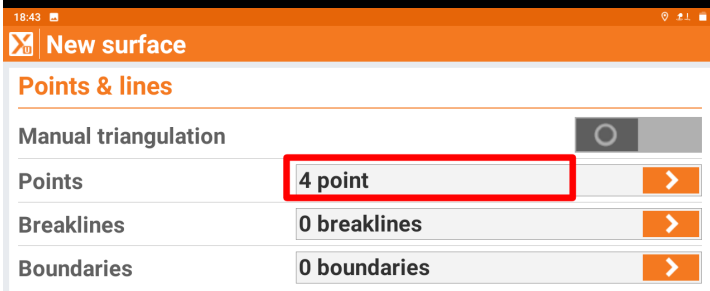 18:43
New surface
Points & lines
Manual triangulation
Points 4 point
Breaklines 0 breaklines
Boundaries 0 boundaries